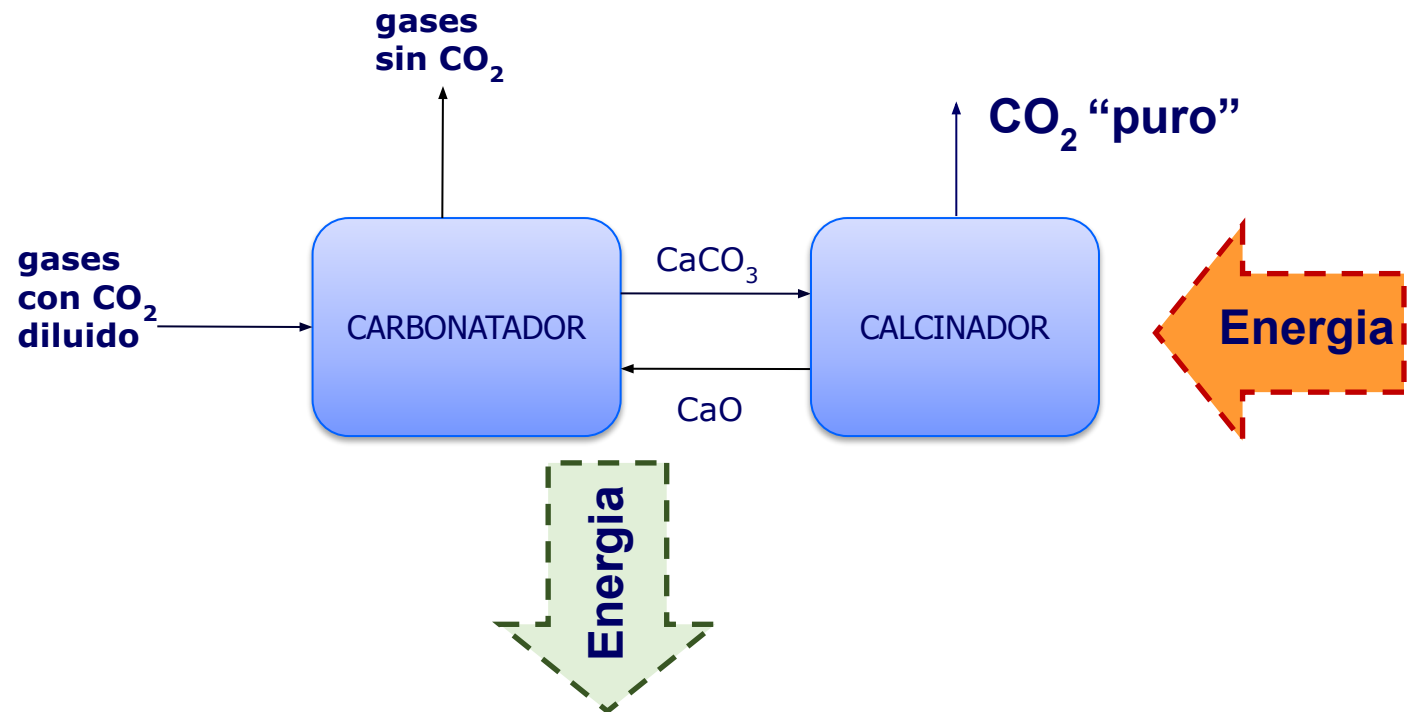 gases
sin CO₂
CO₂ “puro”
gases
con CO₂
diluido
CARBONATADOR
CaCO₃
CaO
CALCINADOR
Energia
Energia